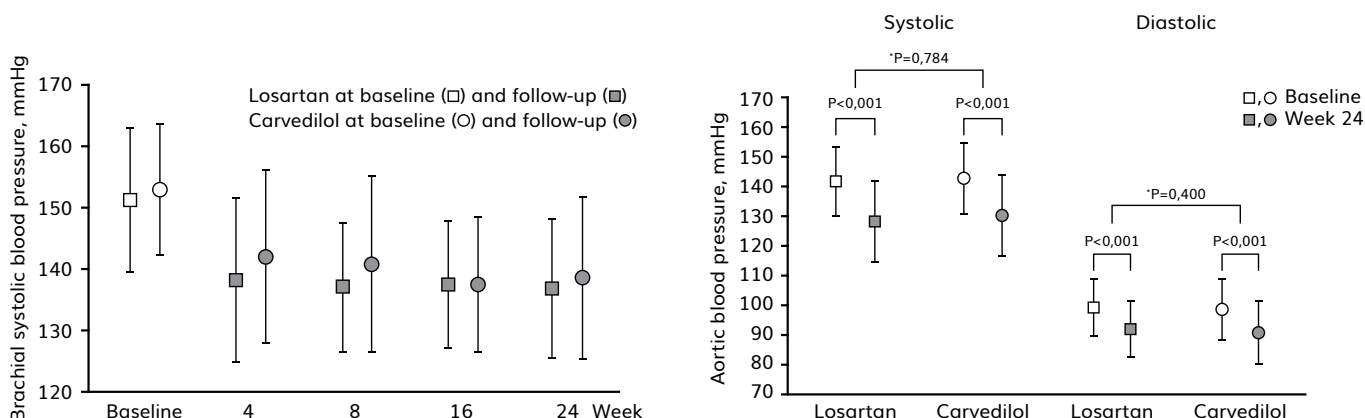 Brachial systolic blood pressure, mmHg
170
160
150
140
130
120
Losartan at baseline (□) and follow-up (■)
Carvedilol at baseline (○) and follow-up (●)
Baseline 4 8 16 24 Week
Systolic Diastolic
*P=0,784
P<0,001 P<0,001
*P=0,400
P<0,001 P<0,001
□,○ Baseline
■,● Week 24
Aortic blood pressure, mmHg
170
160
150
140
130
120
110
100
90
80
70
Losartan Carvedilol Losartan Carvedilol